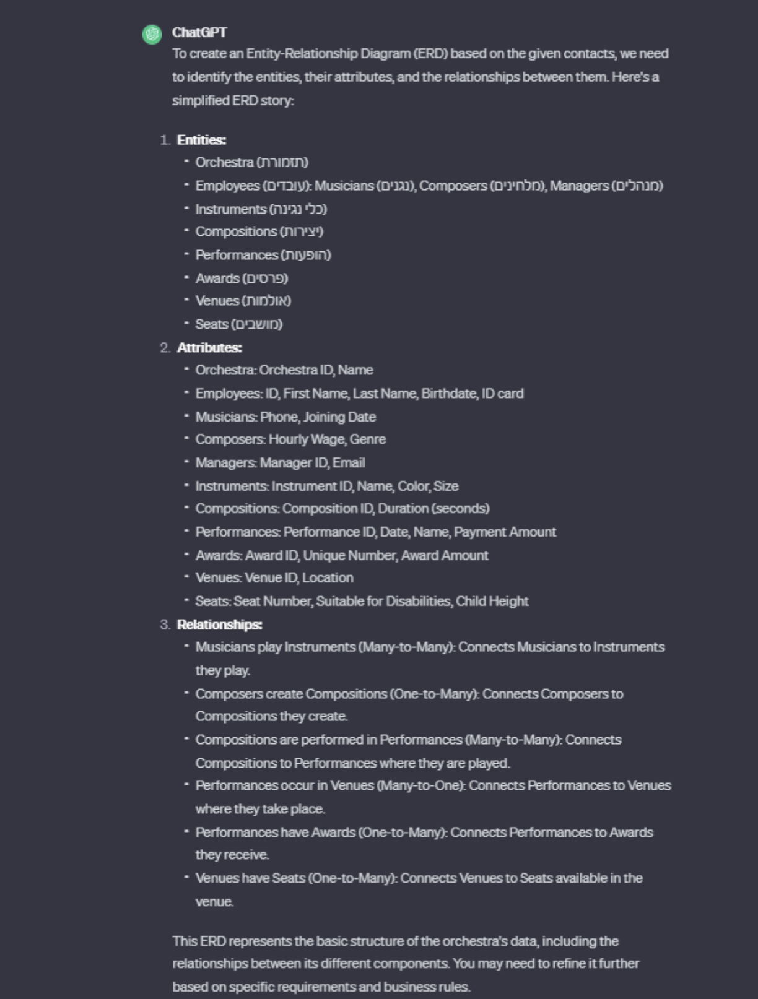 ChatGPT
To create an Entity-Relationship Diagram (ERD) based on the given contacts, we need
to identify the entities, their attributes, and the relationships between them. Here's a
simplified ERD story:
1. Entities:
- Orchestra (תזמורת)
- Employees (עובדים): Musicians (נגנים), Composers (מלחינים), Managers (מנהלים)
- Instruments (כלי נגינה)
- Compositions (יצירות)
- Performances (הופעות)
- Awards (פרסים)
- Venues (אולמות)
- Seats (מושבים)
2. Attributes:
- Orchestra: Orchestra ID, Name
- Employees: ID, First Name, Last Name, Birthdate, ID card
- Musicians: Phone, Joining Date
- Composers: Hourly Wage, Genre
- Managers: Manager ID, Email
- Instruments: Instrument ID, Name, Color, Size
- Compositions: Composition ID, Duration (seconds)
- Performances: Performance ID, Date, Name, Payment Amount
- Awards: Award ID, Unique Number, Award Amount
- Venues: Venue ID, Location
- Seats: Seat Number, Suitable for Disabilities, Child Height
3. Relationships:
- Musicians play Instruments (Many-to-Many): Connects Musicians to Instruments
they play.
- Composers create Compositions (One-to-Many): Connects Composers to
Compositions they create.
- Compositions are performed in Performances (Many-to-Many): Connects
Compositions to Performances where they are played.
- Performances occur in Venues (Many-to-One): Connects Performances to Venues
where they take place.
- Performances have Awards (One-to-Many): Connects Performances to Awards
they receive.
- Venues have Seats (One-to-Many): Connects Venues to Seats available in the
venue.
This ERD represents the basic structure of the orchestra's data, including the
relationships between its different components. You may need to refine it further
based on specific requirements and business rules.